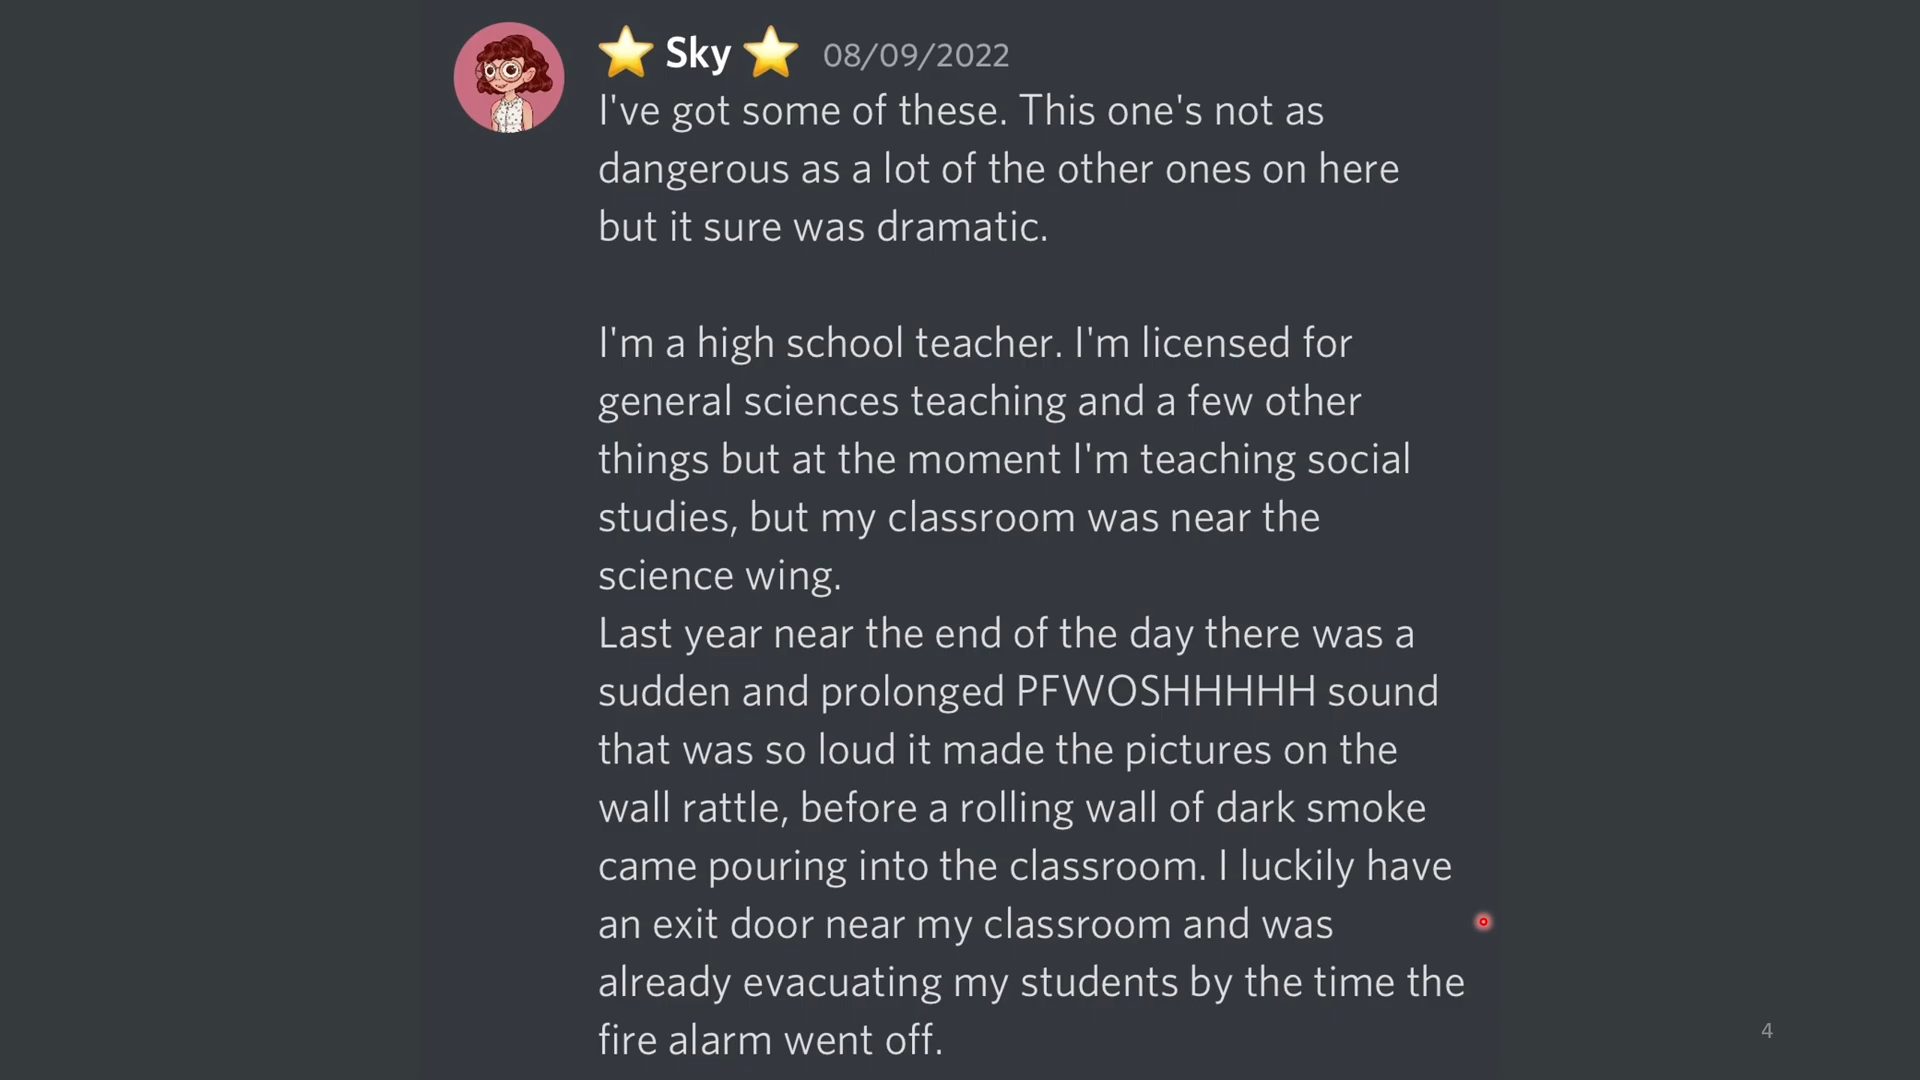 ⭐ Sky ⭐ 08/09/2022
I've got some of these. This one's not as
dangerous as a lot of the other ones on here
but it sure was dramatic.
I'm a high school teacher. I'm licensed for
general sciences teaching and a few other
things but at the moment I'm teaching social
studies, but my classroom was near the
science wing.
Last year near the end of the day there was a
sudden and prolonged PFWOSHHHHH sound
that was so loud it made the pictures on the
wall rattle, before a rolling wall of dark smoke
came pouring into the classroom. I luckily have
an exit door near my classroom and was
already evacuating my students by the time the
fire alarm went off.
4